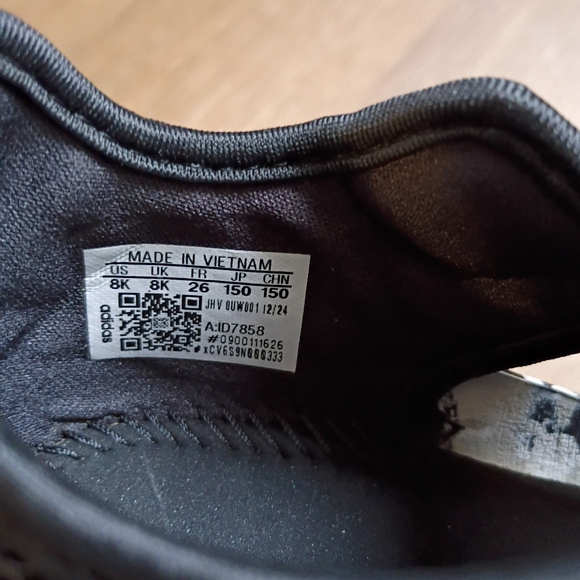 MADE IN VIETNAM
US UK FR JP CHN
8K 8K 26 150 150
JHV 0UW001 12/24
A:ID7858
#0900111626
#xCV6S9N000333
adidas